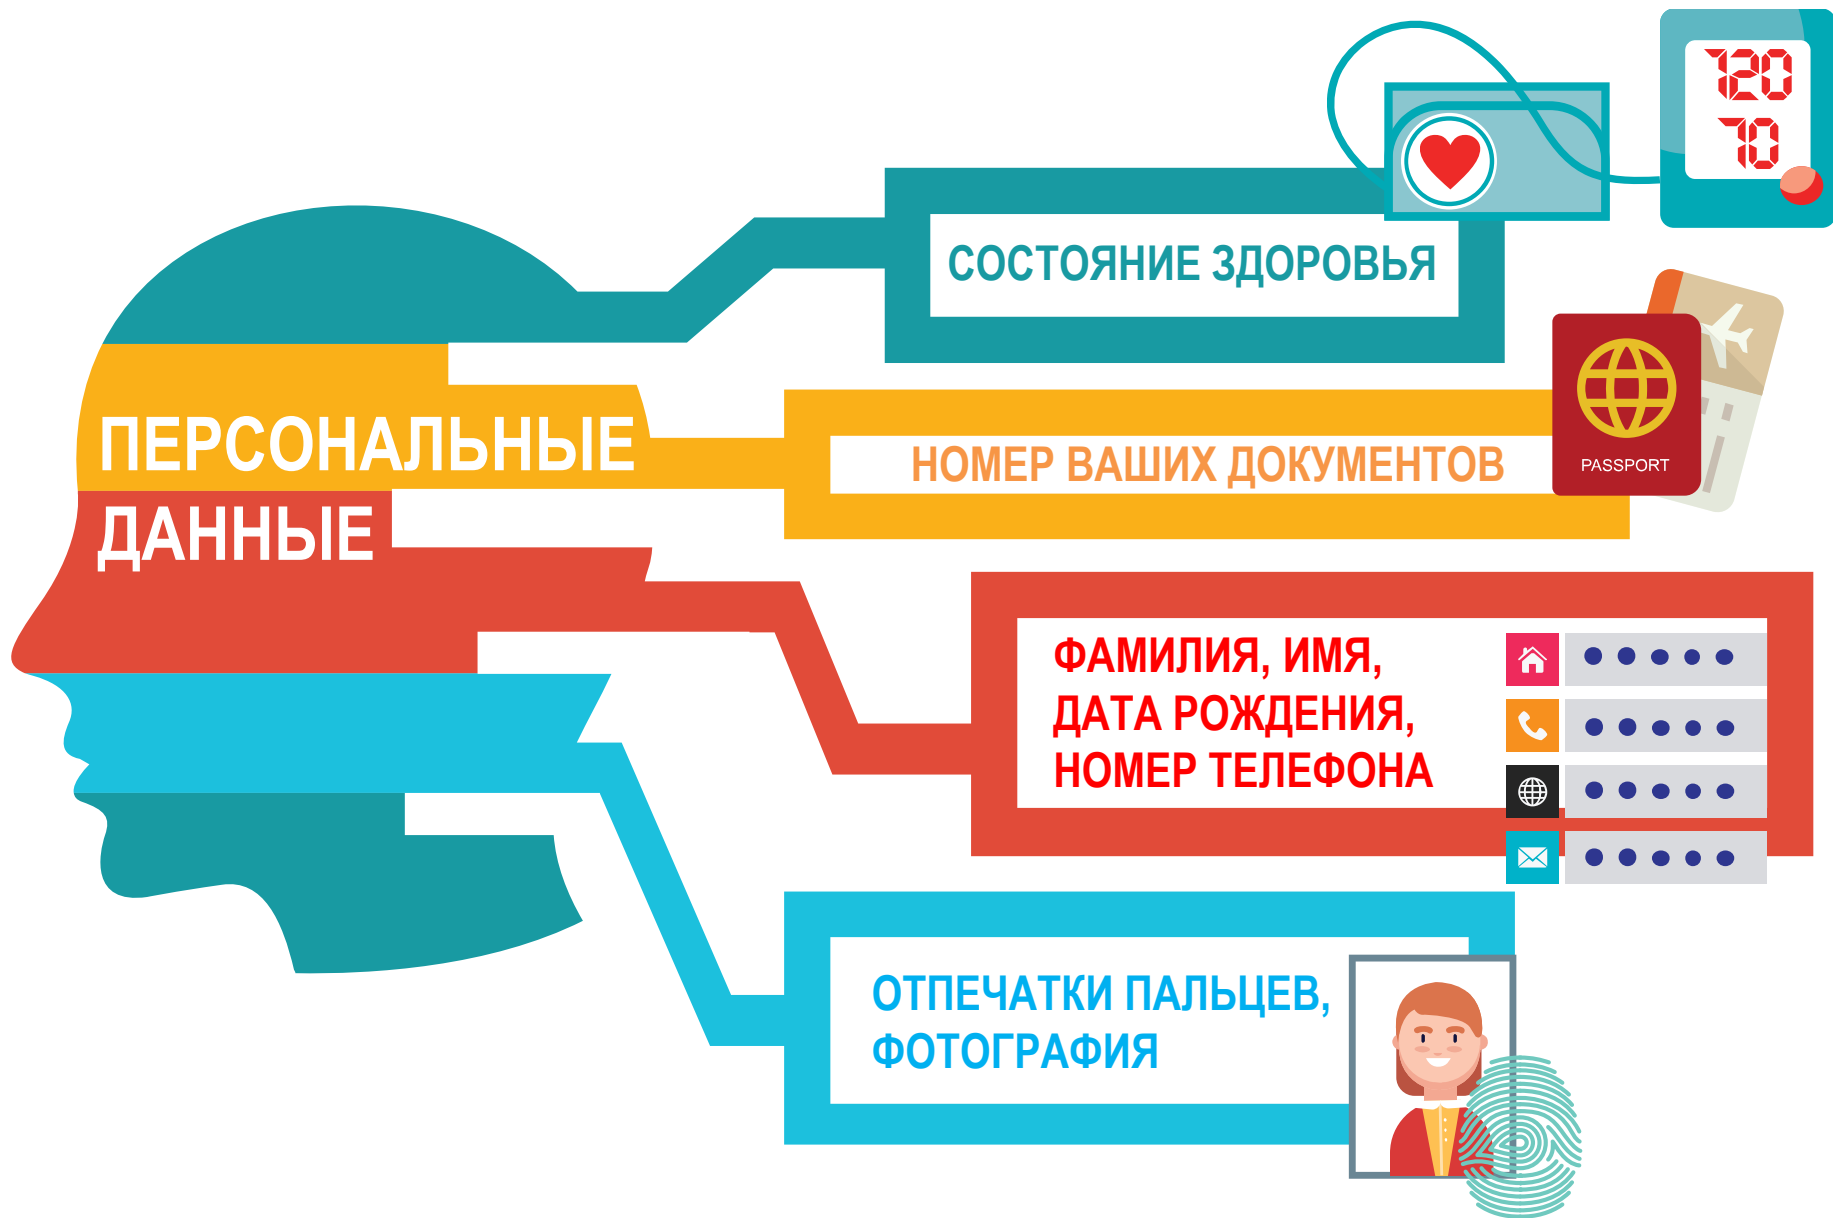 120
70
СОСТОЯНИЕ ЗДОРОВЬЯ
ПЕРСОНАЛЬНЫЕ
ДАННЫЕ
НОМЕР ВАШИХ ДОКУМЕНТОВ
PASSPORT
ФАМИЛИЯ, ИМЯ,
ДАТА РОЖДЕНИЯ,
НОМЕР ТЕЛЕФОНА
ОТПЕЧАТКИ ПАЛЬЦЕВ,
ФОТОГРАФИЯ